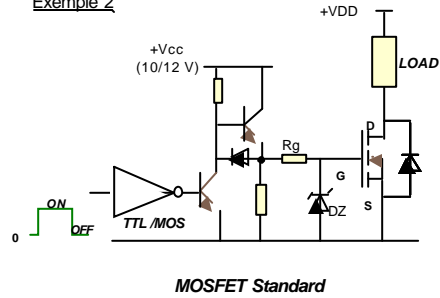 Exemple 2
+VDD
+Vcc
(10/12 V)
LOAD
D
Rg
G
ON
TTL /MOS
DZ
S
0
OFF
MOSFET Standard